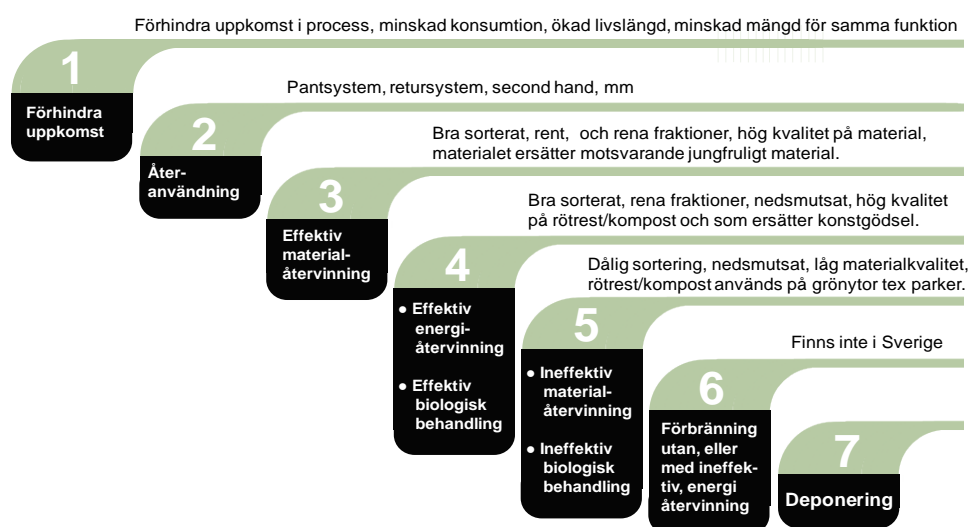 Förhindra uppkomst i process, minskad konsumtion, ökad livslängd, minskad mängd för samma funktion
1
Förhindra
uppkomst
Pantsystem, retursystem, second hand, mm
2
Åter-
användning
Bra sorterat, rent, och rena fraktioner, hög kvalitet på material,
materialet ersätter motsvarande jungfruligt material.
3
Effektiv
material-
återvinning
Bra sorterat, rena fraktioner, nedsmutsat, hög kvalitet
på rötrest/kompost och som ersätter konstgödsel.
4
● Effektiv
energi-
återvinning
● Effektiv
biologisk
behandling
Dålig sortering, nedsmutsat, låg materialkvalitet,
rötrest/kompost används på grönytor tex parker.
5
● Ineffektiv
material-
återvinning
● Ineffektiv
biologisk
behandling
Finns inte i Sverige
6
Förbränning
utan, eller
med ineffek-
tiv, energi
återvinning
7
Deponering